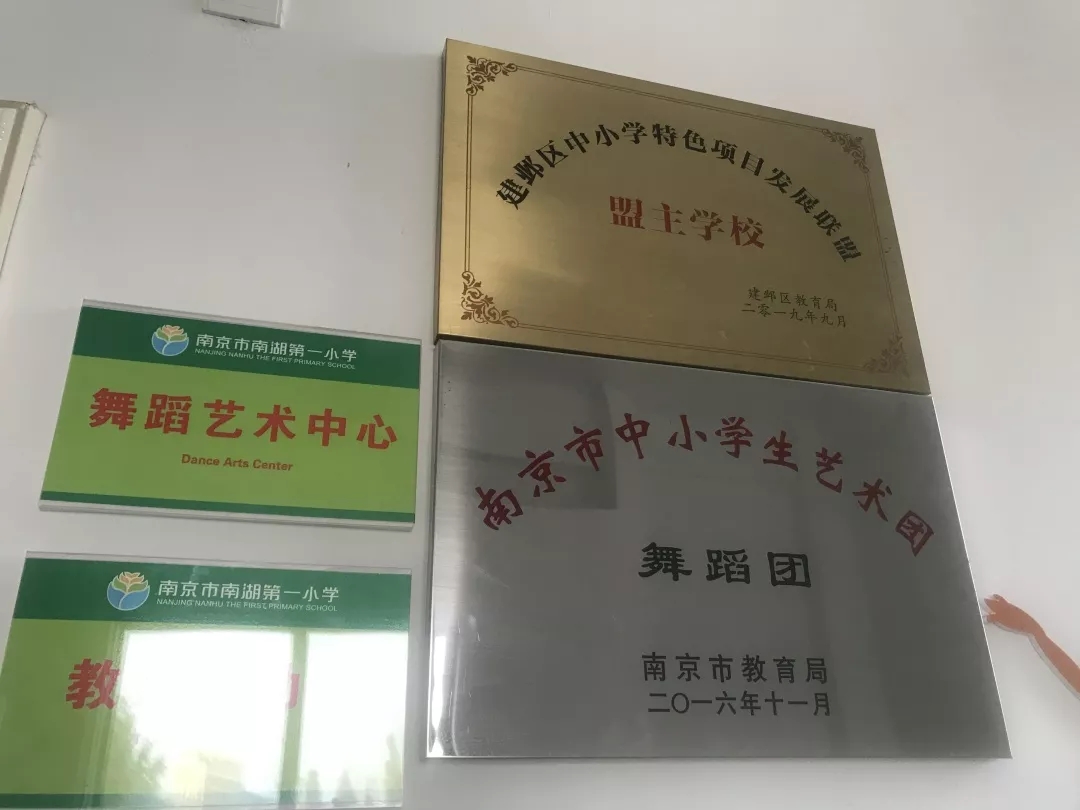 建邺区中小学特色项目发展联盟
盟主学校
建邺区教育局
二零一九年九月
南京市南湖第一小学
NANJING NANHU THE FIRST PRIMARY SCHOOL
舞蹈艺术中心
Dance Arts Center
南京市中小学生艺术团
舞蹈团
南京市教育局
二〇一六年十一月
南京市南湖第一小学
NANJING NANHU THE FIRST PRIMARY SCHOOL
教